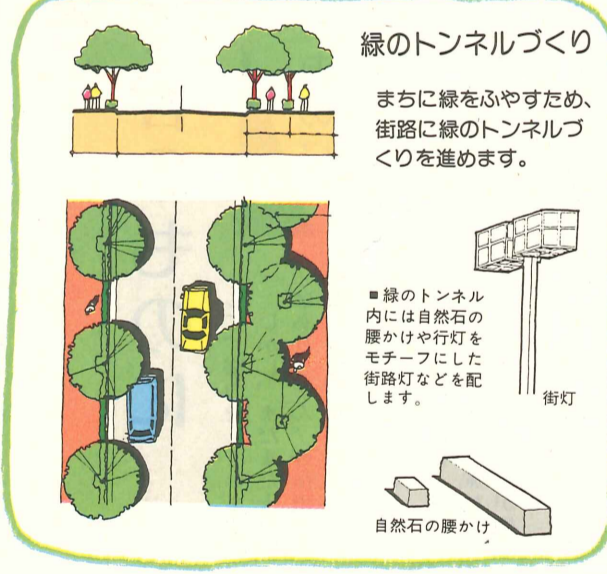 緑のトンネルづくり
まちに緑をふやすため、
街路に緑のトンネルづ
くりを進めます。
■緑のトンネル
内には自然石の
腰かけや行灯を
モチーフにした
街路灯などを配
します。
街灯
自然石の腰かけ